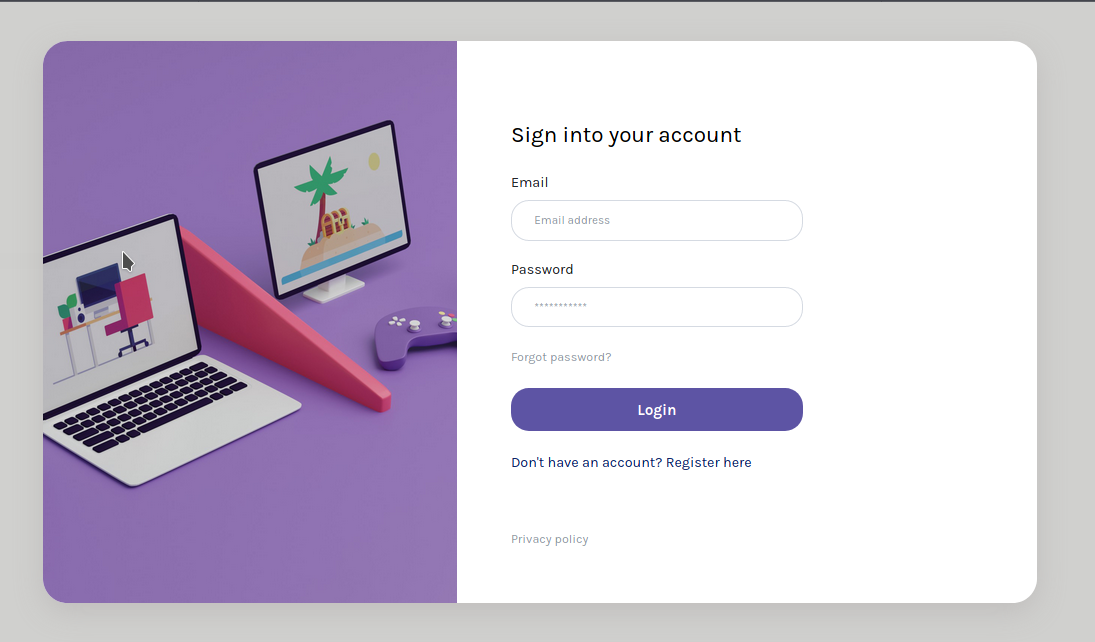 Sign into your account
Email
Email address
Password
***********
Forgot password?
Login
Don't have an account? Register here
Privacy policy